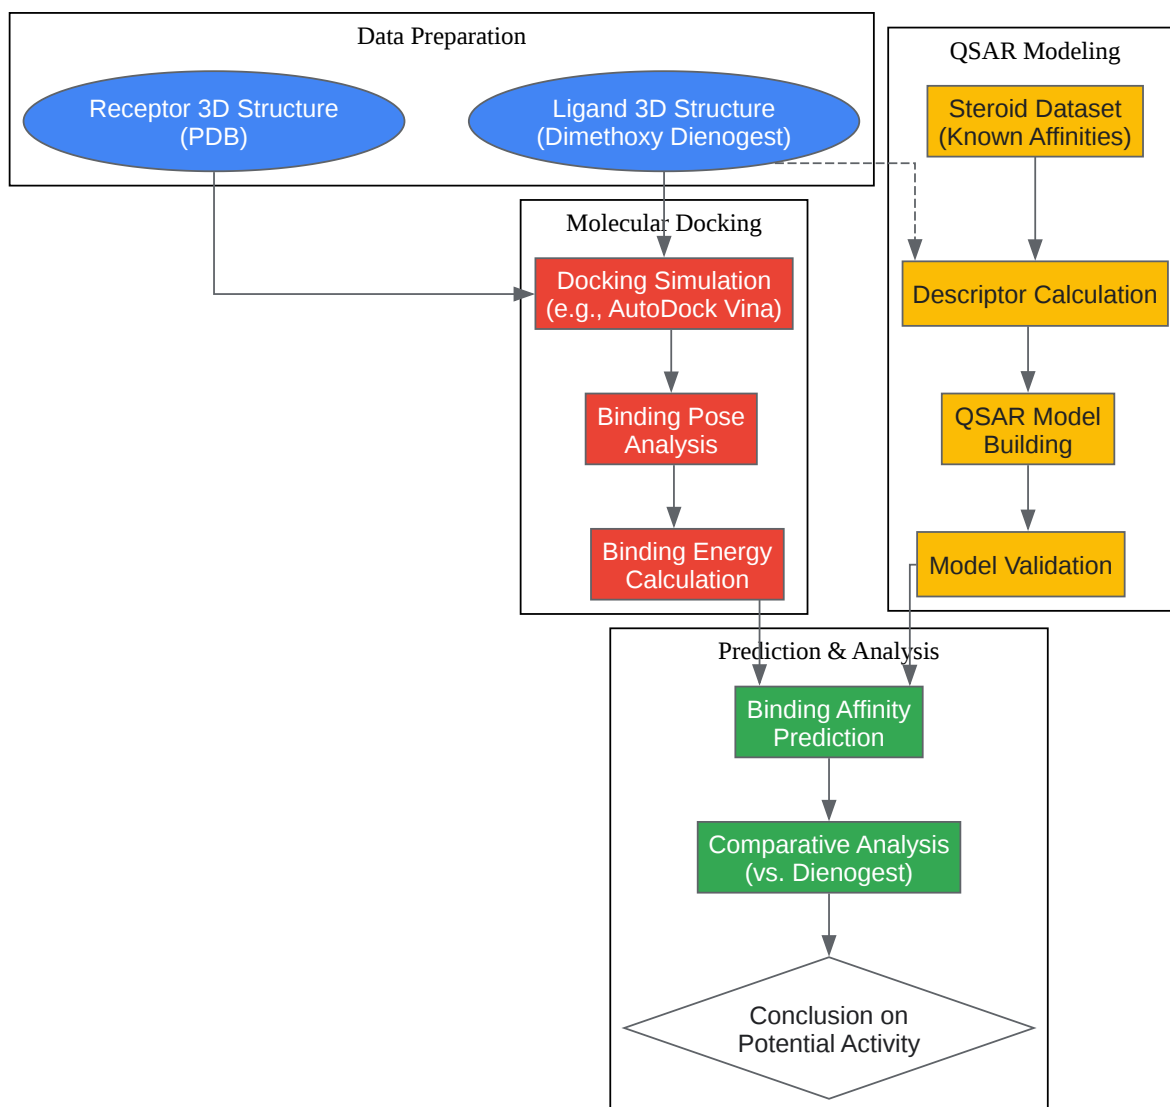 Data Preparation
Receptor 3D Structure
(PDB)
Ligand 3D Structure
(Dimethoxy Dienogest)
QSAR Modeling
Steroid Dataset
(Known Affinities)
Descriptor Calculation
QSAR Model
Building
Model Validation
Molecular Docking
Docking Simulation
(e.g., AutoDock Vina)
Binding Pose
Analysis
Binding Energy
Calculation
Prediction & Analysis
Binding Affinity
Prediction
Comparative Analysis
(vs. Dienogest)
Conclusion on
Potential Activity